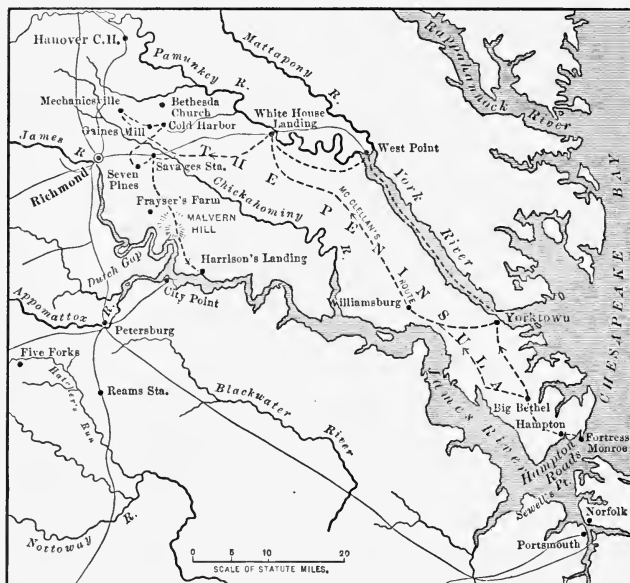 Hanover C.H.
Pamunkey R.
Mattapony R.
Rappahannock River
Mechanicsville
Bethesda Church
Gaines Mill
Cold Harbor
White House Landing
West Point
James R.
Richmond
Savages Sta.
Seven Pines
THE PENINSULA
York River
CHESAPEAKE BAY
Chickahominy R.
Frayser's Farm
MALVERN HILL
McCLELLAN'S ROUTE
Dutch Gap
Harrison's Landing
City Point
Williamsburg
Yorktown
Appomattox R.
Petersburg
Five Forks
Hatcher's Run
Reams Sta.
Blackwater River
James River
Big Bethel
Hampton
Fortress Monroe
Hampton Roads
Sewell's Pt.
Norfolk
Portsmouth
Nottoway R.
0 5 10 20
SCALE OF STATUTE MILES.